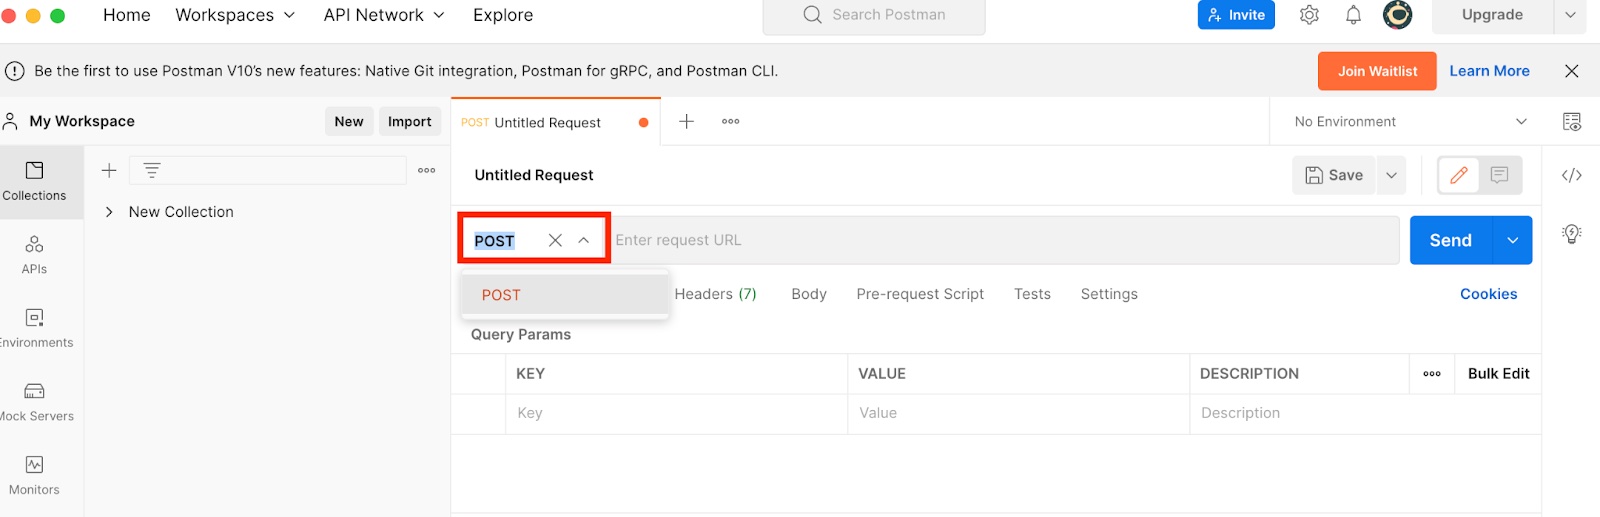 Home Workspaces API Network Explore Search Postman Invite Upgrade
Be the first to use Postman V10's new features: Native Git integration, Postman for gRPC, and Postman CLI. Join Waitlist Learn More
My Workspace New Import POST Untitled Request No Environment
Collections
New Collection
APIs
nvironments
Mock Servers
Monitors
Untitled Request Save
POST Enter request URL Send
POST Headers (7) Body Pre-request Script Tests Settings Cookies
Query Params
KEY VALUE DESCRIPTION Bulk Edit
Key Value Description